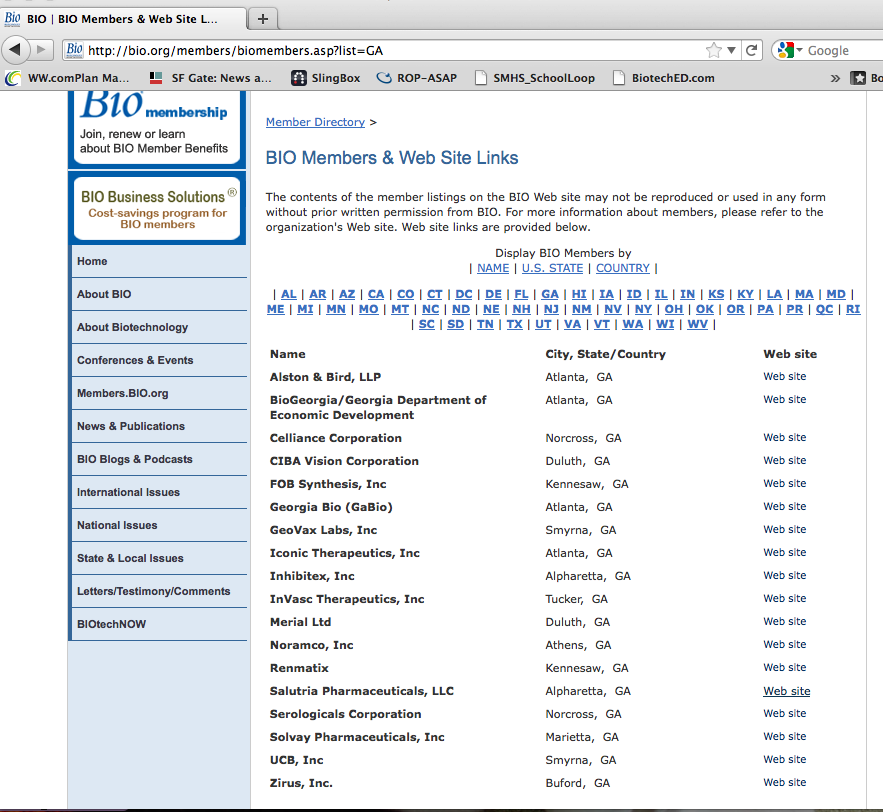 Bio BIO | BIO Members & Web Site L... +
Bio http://bio.org/members/biomembers.asp?list=GA Google
WW.comPlan Ma... SF Gate: News a... SlingBox ROP-ASAP SMHS_SchoolLoop BiotechED.com » Bo
Bio membership
Join, renew or learn
about BIO Member Benefits
BIO Business Solutions®
Cost-savings program for
BIO members
Home
About BIO
About Biotechnology
Conferences & Events
Members.BIO.org
News & Publications
BIO Blogs & Podcasts
International Issues
National Issues
State & Local Issues
Letters/Testimony/Comments
BIOtechNOW
Member Directory >
BIO Members & Web Site Links
The contents of the member listings on the BIO Web site may not be reproduced or used in any form
without prior written permission from BIO. For more information about members, please refer to the
organization's Web site. Web site links are provided below.
Display BIO Members by
| NAME | U.S. STATE | COUNTRY |
| AL | AR | AZ | CA | CO | CT | DC | DE | FL | GA | HI | IA | ID | IL | IN | KS | KY | LA | MA | MD |
ME | MI | MN | MO | MT | NC | ND | NE | NH | NJ | NM | NV | NY | OH | OK | OR | PA | PR | QC | RI
| SC | SD | TN | TX | UT | VA | VT | WA | WI | WV |
Name City, State/Country Web site
Alston & Bird, LLP Atlanta, GA Web site
BioGeorgia/Georgia Department of Atlanta, GA Web site
Economic Development
Celliance Corporation Norcross, GA Web site
CIBA Vision Corporation Duluth, GA Web site
FOB Synthesis, Inc Kennesaw, GA Web site
Georgia Bio (GaBio) Atlanta, GA Web site
GeoVax Labs, Inc Smyrna, GA Web site
Iconic Therapeutics, Inc Atlanta, GA Web site
Inhibitex, Inc Alpharetta, GA Web site
InVasc Therapeutics, Inc Tucker, GA Web site
Merial Ltd Duluth, GA Web site
Noramco, Inc Athens, GA Web site
Renmatix Kennesaw, GA Web site
Salutria Pharmaceuticals, LLC Alpharetta, GA Web site
Serologicals Corporation Norcross, GA Web site
Solvay Pharmaceuticals, Inc Marietta, GA Web site
UCB, Inc Smyrna, GA Web site
Zirus, Inc. Buford, GA Web site